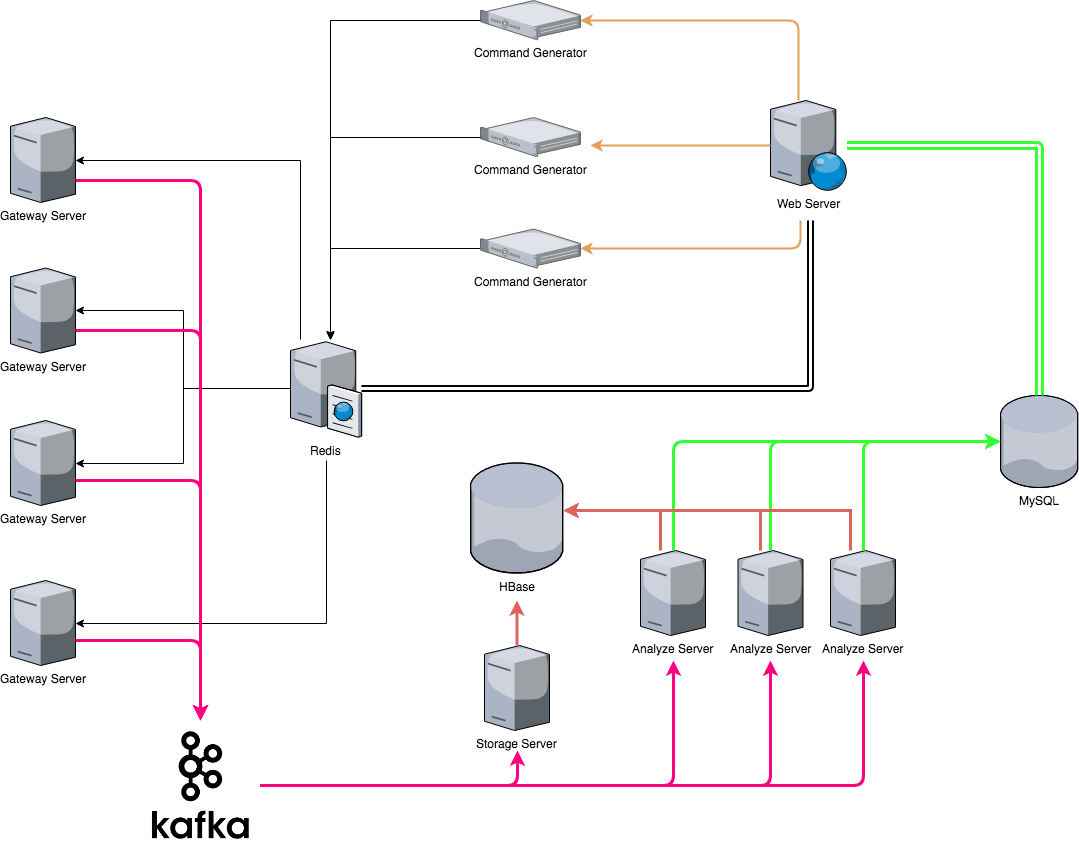 Command Generator
Command Generator
Web Server
Gateway Server
Command Generator
Gateway Server
Redis
MySQL
Gateway Server
HBase
Analyze Server
Analyze Server
Analyze Server
Gateway Server
Storage Server
kafka